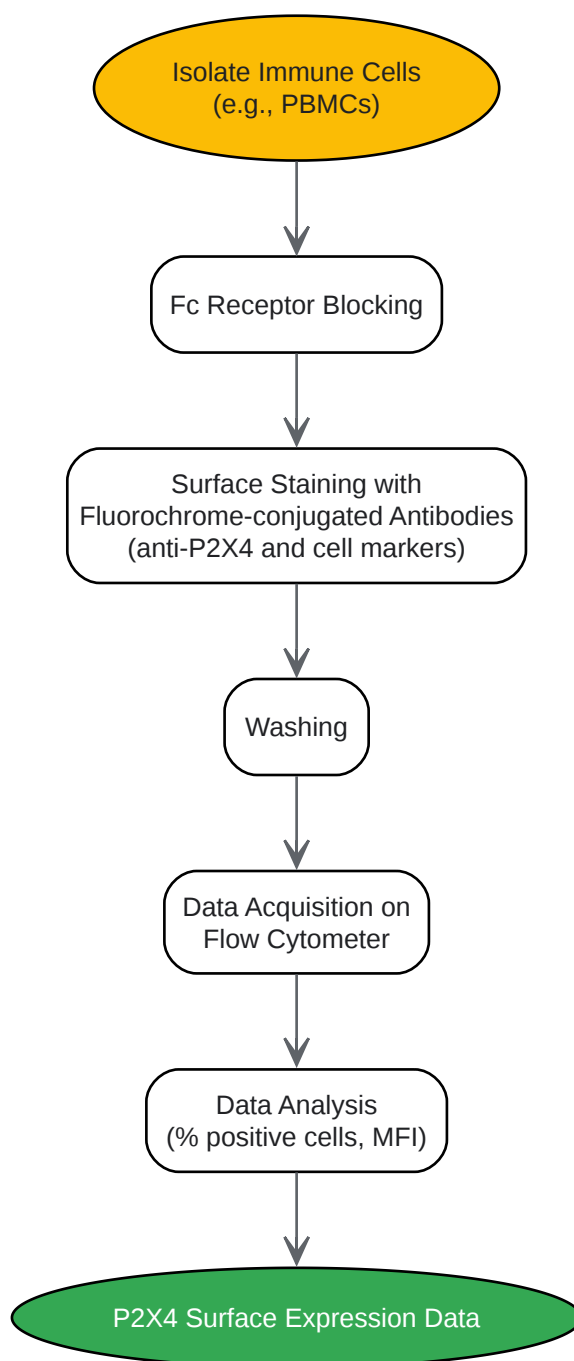 Isolate Immune Cells
(e.g., PBMCs)
Fc Receptor Blocking
Surface Staining with
Fluorochrome-conjugated Antibodies
(anti-P2X4 and cell markers)
Washing
Data Acquisition on
Flow Cytometer
Data Analysis
(% positive cells, MFI)
P2X4 Surface Expression Data